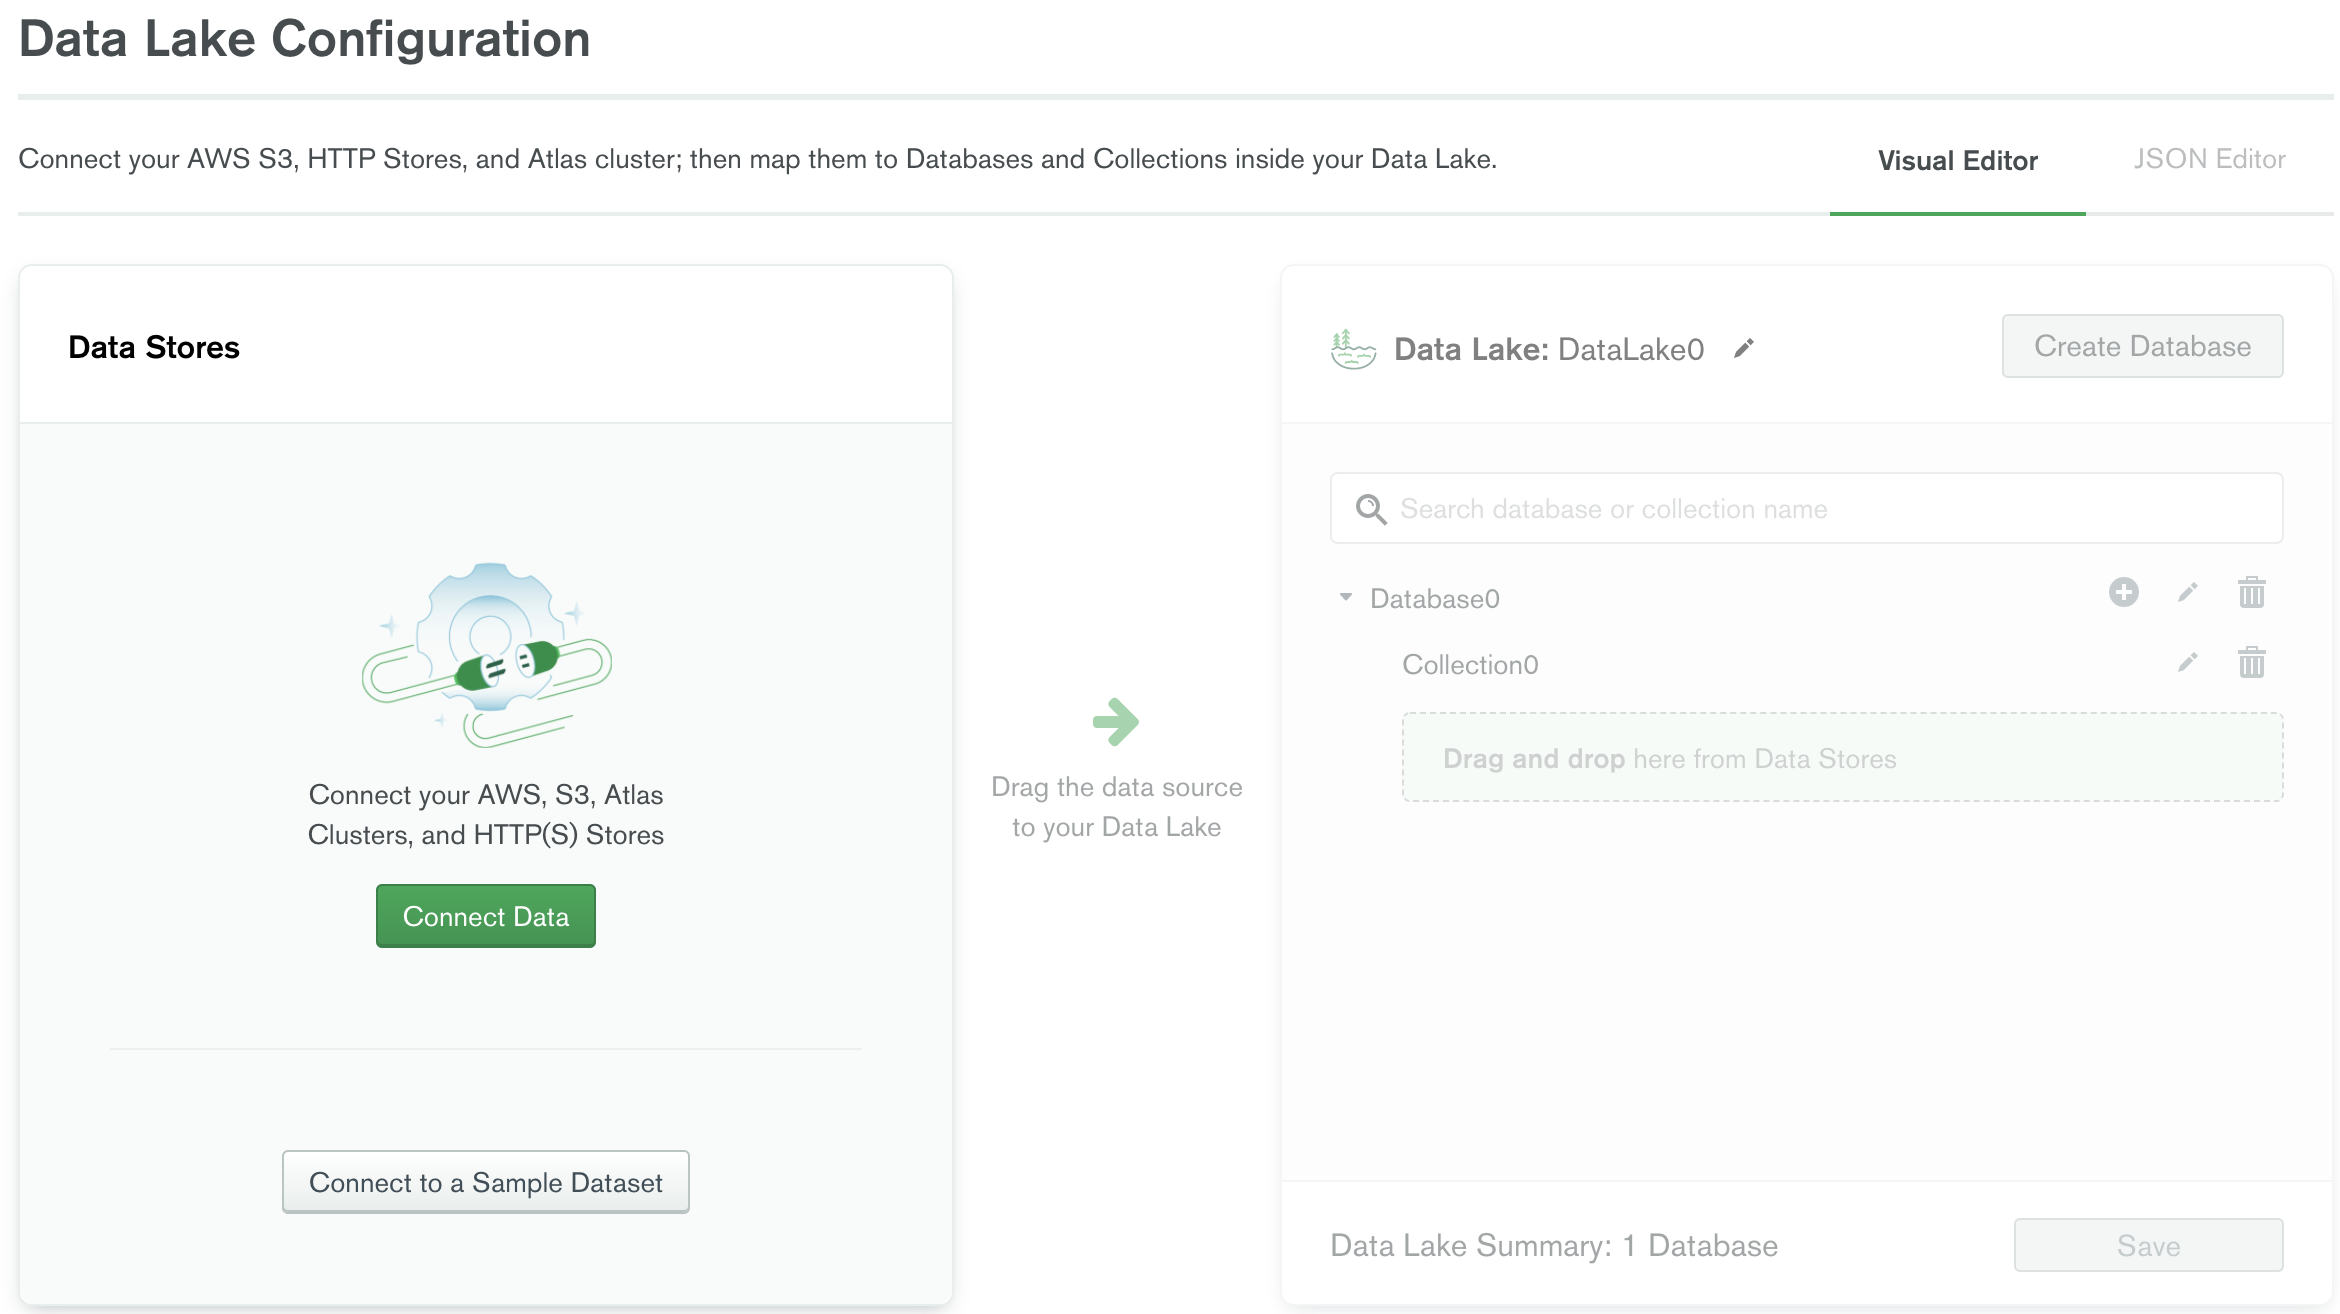 Data Lake Configuration
Connect your AWS S3, HTTP Stores, and Atlas cluster; then map them to Databases and Collections inside your Data Lake.
Visual Editor
JSON Editor
Data Stores
Connect your AWS, S3, Atlas
Clusters, and HTTP(S) Stores
Connect Data
Connect to a Sample Dataset
Drag the data source
to your Data Lake
Data Lake: DataLake0
Create Database
Search database or collection name
Database0
Collection0
Drag and drop here from Data Stores
Data Lake Summary: 1 Database
Save